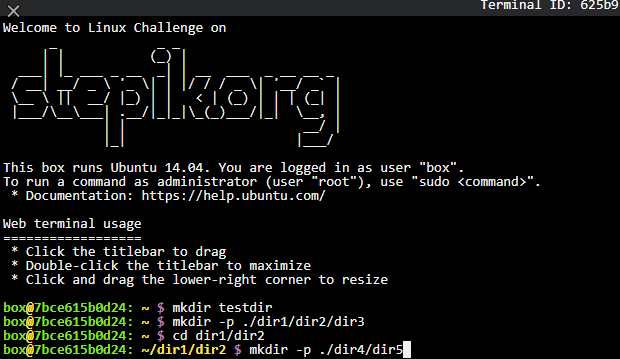 Terminal ID: 625b9
Welcome to Linux Challenge on
stepik.org
This box runs Ubuntu 14.04. You are logged in as user "box".
To run a command as administrator (user "root"), use "sudo <command>".
* Documentation: https://help.ubuntu.com/
Web terminal usage
==================
* Click the titlebar to drag
* Double-click the titlebar to maximize
* Click and drag the lower-right corner to resize
box@7bce615b0d24: ~ $ mkdir testdir
box@7bce615b0d24: ~ $ mkdir -p ./dir1/dir2/dir3
box@7bce615b0d24: ~ $ cd dir1/dir2
box@7bce615b0d24: ~/dir1/dir2 $ mkdir -p ./dir4/dir5